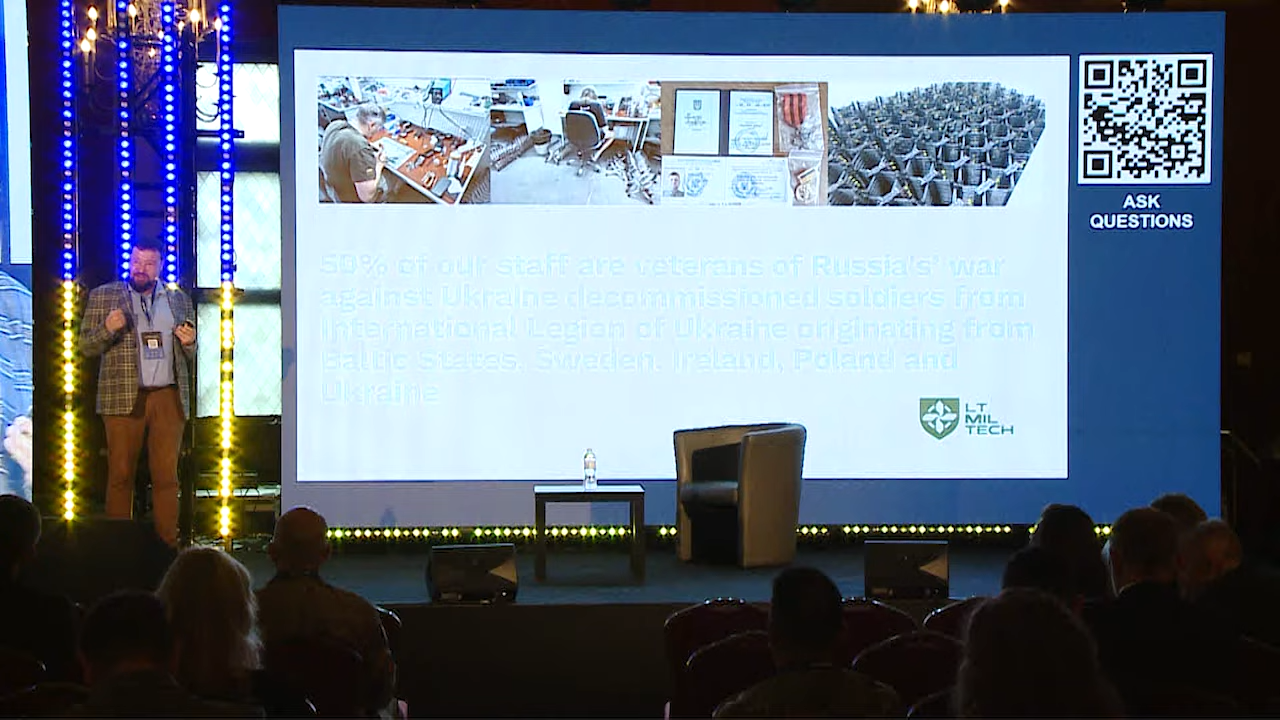 50% of our staff are veterans of Russia's' war
against Ukraine decommissioned soldiers from
International Legion of Ukraine originating from
Baltic States, Sweden, Ireland, Poland and
Ukraine
LT
MIL
TECH
ASK
QUESTIONS